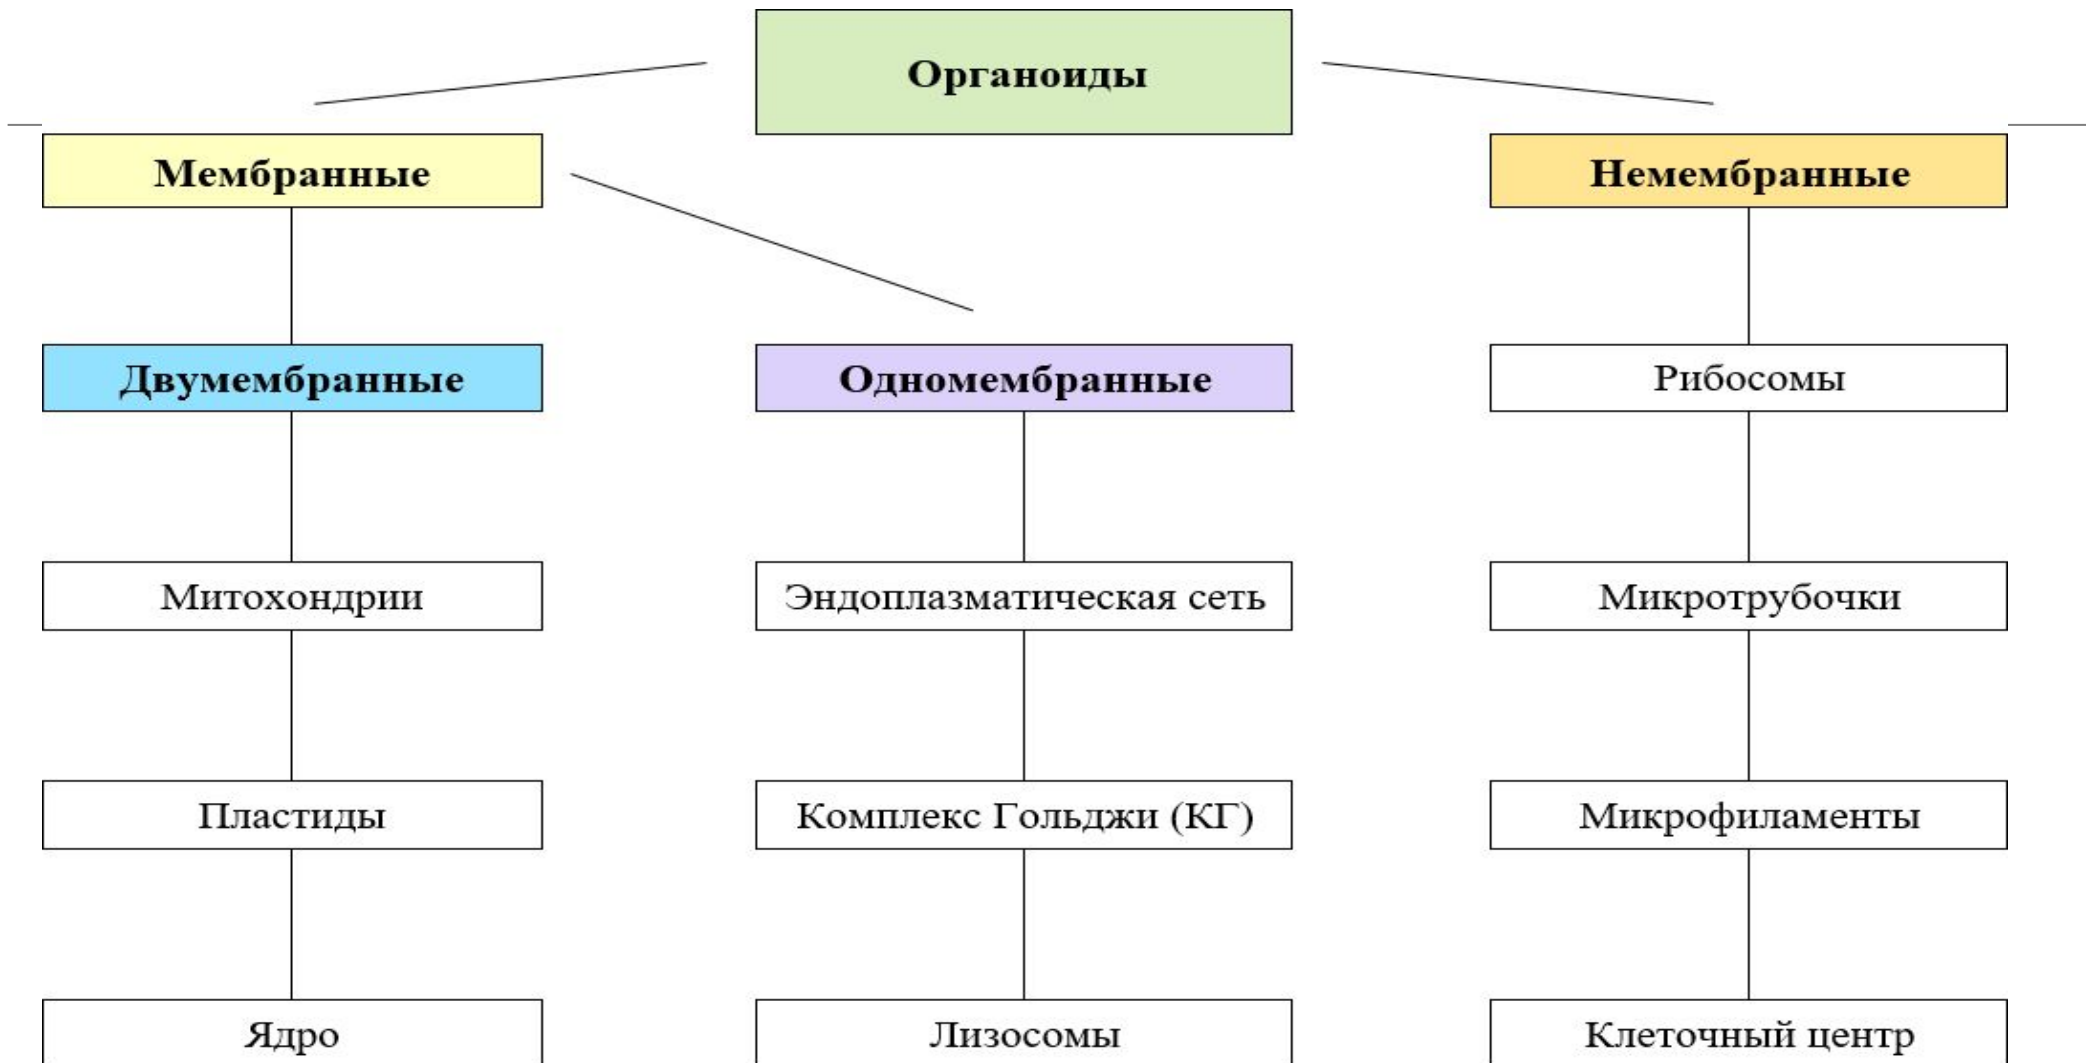 Органоиды
Мембранные
Немембранные
Двумембранные
Одномембранные
Рибосомы
Митохондрии
Эндоплазматическая сеть
Микротрубочки
Пластиды
Комплекс Гольджи (КГ)
Микрофиламенты
Ядро
Лизосомы
Клеточный центр